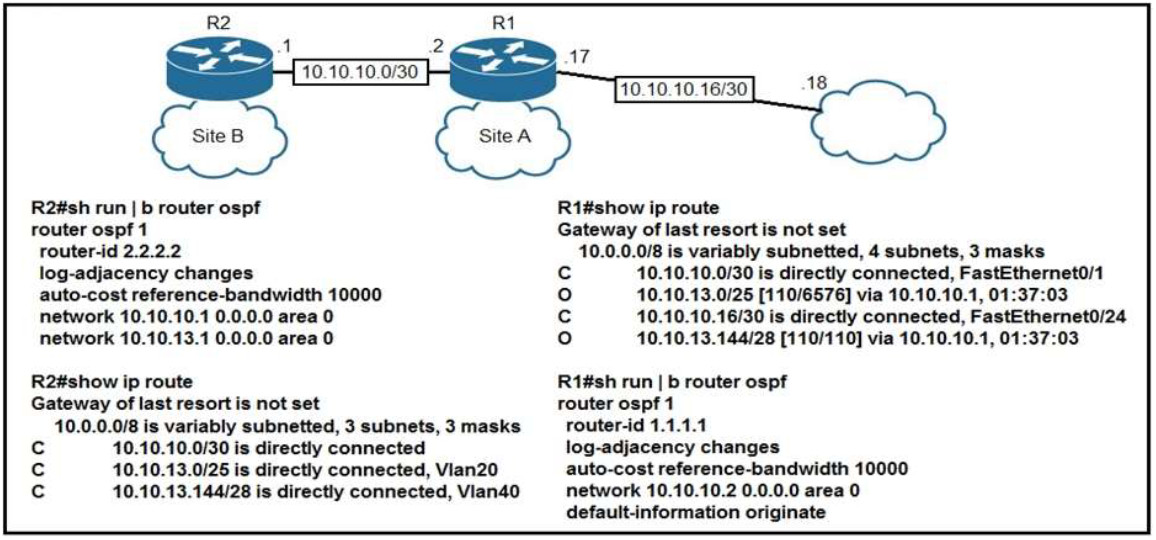 R2
R1
.1
.2
.17
10.10.10.0/30
10.10.10.16/30
.18
Site B
Site A
R2#sh run | b router ospf
router ospf 1
router-id 2.2.2.2
log-adjacency changes
auto-cost reference-bandwidth 10000
network 10.10.10.1 0.0.0.0 area 0
network 10.10.13.1 0.0.0.0 area 0
R2#show ip route
Gateway of last resort is not set
10.0.0.0/8 is variably subnetted, 3 subnets, 3 masks
C 10.10.10.0/30 is directly connected
C 10.10.13.0/25 is directly connected, Vlan20
C 10.10.13.144/28 is directly connected, Vlan40
R1#show ip route
Gateway of last resort is not set
10.0.0.0/8 is variably subnetted, 4 subnets, 3 masks
C 10.10.10.0/30 is directly connected, FastEthernet0/1
O 10.10.13.0/25 [110/6576] via 10.10.10.1, 01:37:03
C 10.10.10.16/30 is directly connected, FastEthernet0/24
O 10.10.13.144/28 [110/110] via 10.10.10.1, 01:37:03
R1#sh run | b router ospf
router ospf 1
router-id 1.1.1.1
log-adjacency changes
auto-cost reference-bandwidth 10000
network 10.10.10.2 0.0.0.0 area 0
default-information originate